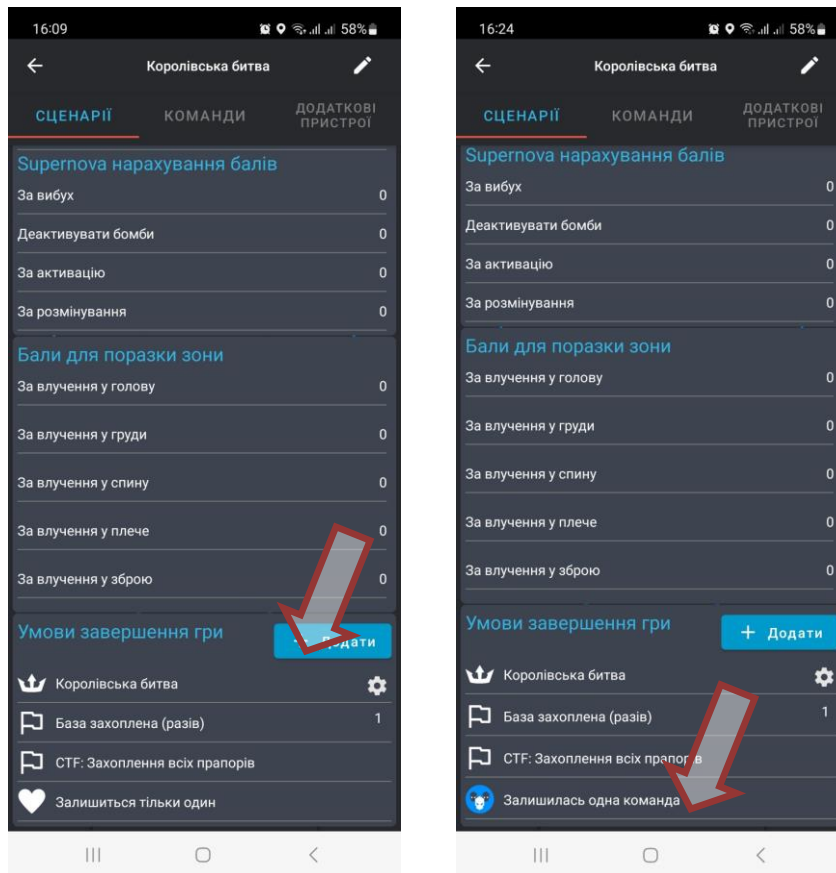 16:09
58%
Королівська битва
СЦЕНАРІЇ
КОМАНДИ
ДОДАТКОВІ
ПРИСТРОЇ
Supernova нарахування балів
За вибух 0
Деактивувати бомби 0
За активацію 0
За розмінування 0
Бали для поразки зони
За влучення у голову 0
За влучення у груди 0
За влучення у спину 0
За влучення у плече 0
За влучення у зброю 0
Умови завершення гри
+ Додати
Королівська битва
База захоплена (разів) 1
CTF: Захоплення всіх прапорів
Залишиться тільки один
16:24
58%
Королівська битва
СЦЕНАРІЇ
КОМАНДИ
ДОДАТКОВІ
ПРИСТРОЇ
Supernova нарахування балів
За вибух 0
Деактивувати бомби 0
За активацію 0
За розмінування 0
Бали для поразки зони
За влучення у голову 0
За влучення у груди 0
За влучення у спину 0
За влучення у плече 0
За влучення у зброю 0
Умови завершення гри
+ Додати
Королівська битва
База захоплена (разів) 1
CTF: Захоплення всіх прапорів
Залишилась одна команда